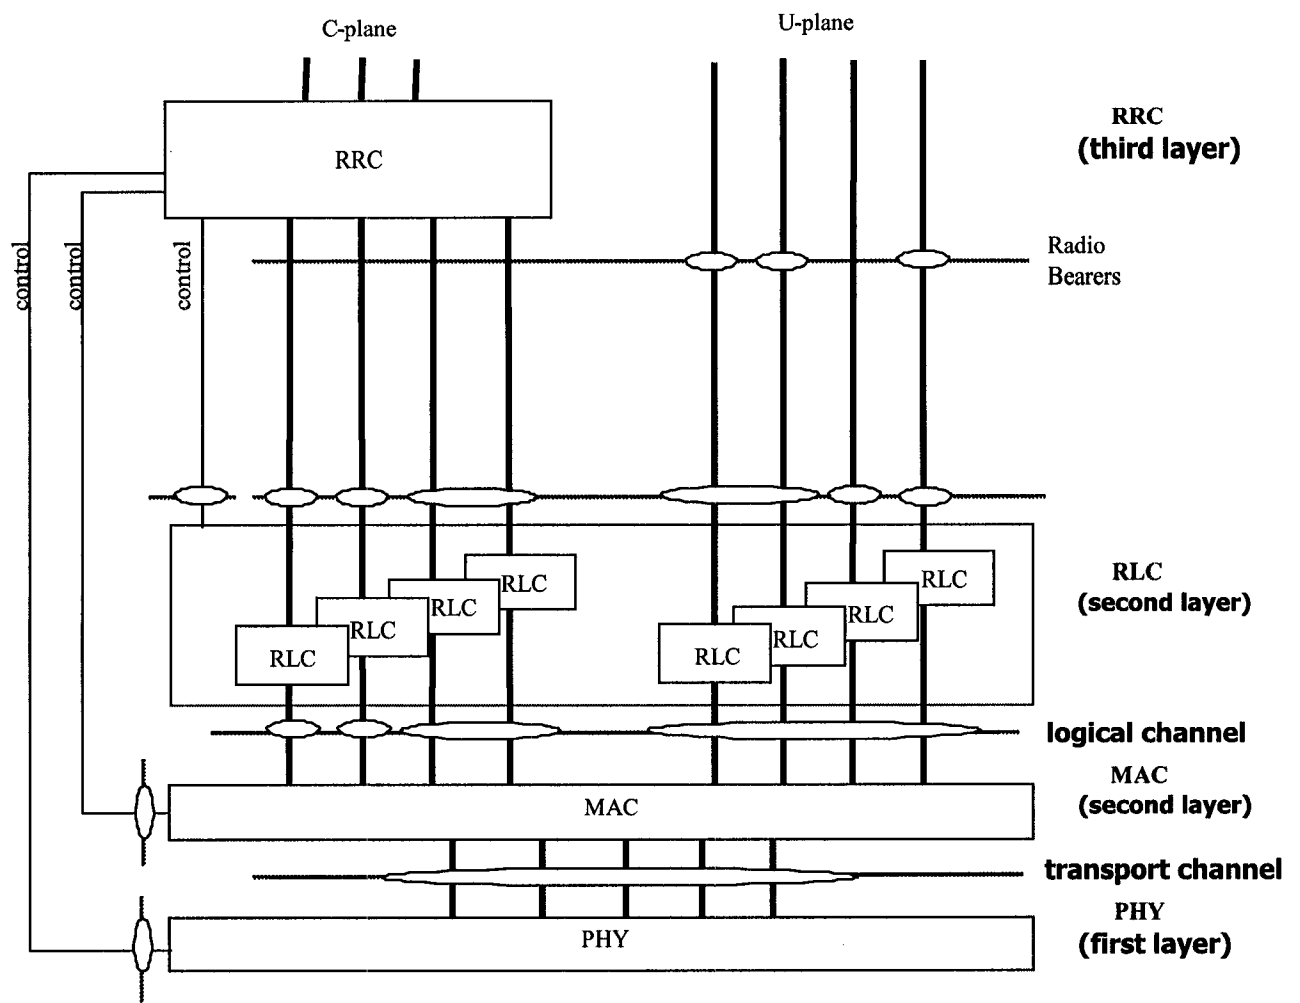 C-plane
U-plane
RRC
RRC
(third layer)
control
control
control
Radio
Bearers
RLC
RLC
RLC
RLC
RLC
RLC
RLC
RLC
RLC
(second layer)
logical channel
MAC
MAC
(second layer)
transport channel
PHY
PHY
(first layer)